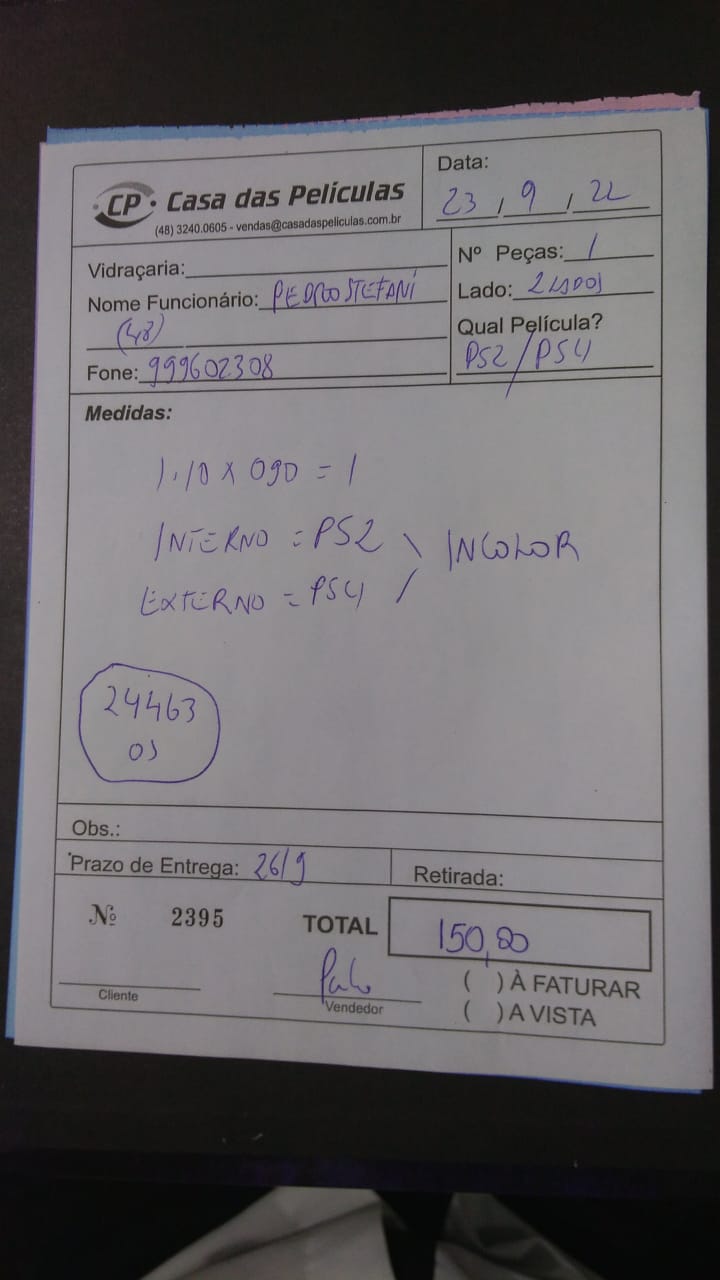 CP. Casa das Películas
(48) 3240.0605 - vendas@casadaspeliculas.com.br
Data:
23 / 9 / 22
Vidraçaria:
Nome Funcionário: PEDRO STEFANI
(48)
Fone: 999602308
Nº Peças: 1
Lado: 2 LADOS
Qual Película?
PS2/PS4
Medidas:
1.10 X 090 = 1
INTERNO = PS2 \ INCOLOR
EXTERNO = PS4 /
24463
OS
Obs.:
Prazo de Entrega: 26/9
Retirada:
Nº 2395
TOTAL 150,00
Cliente
Vendedor
( ) À FATURAR
( ) A VISTA